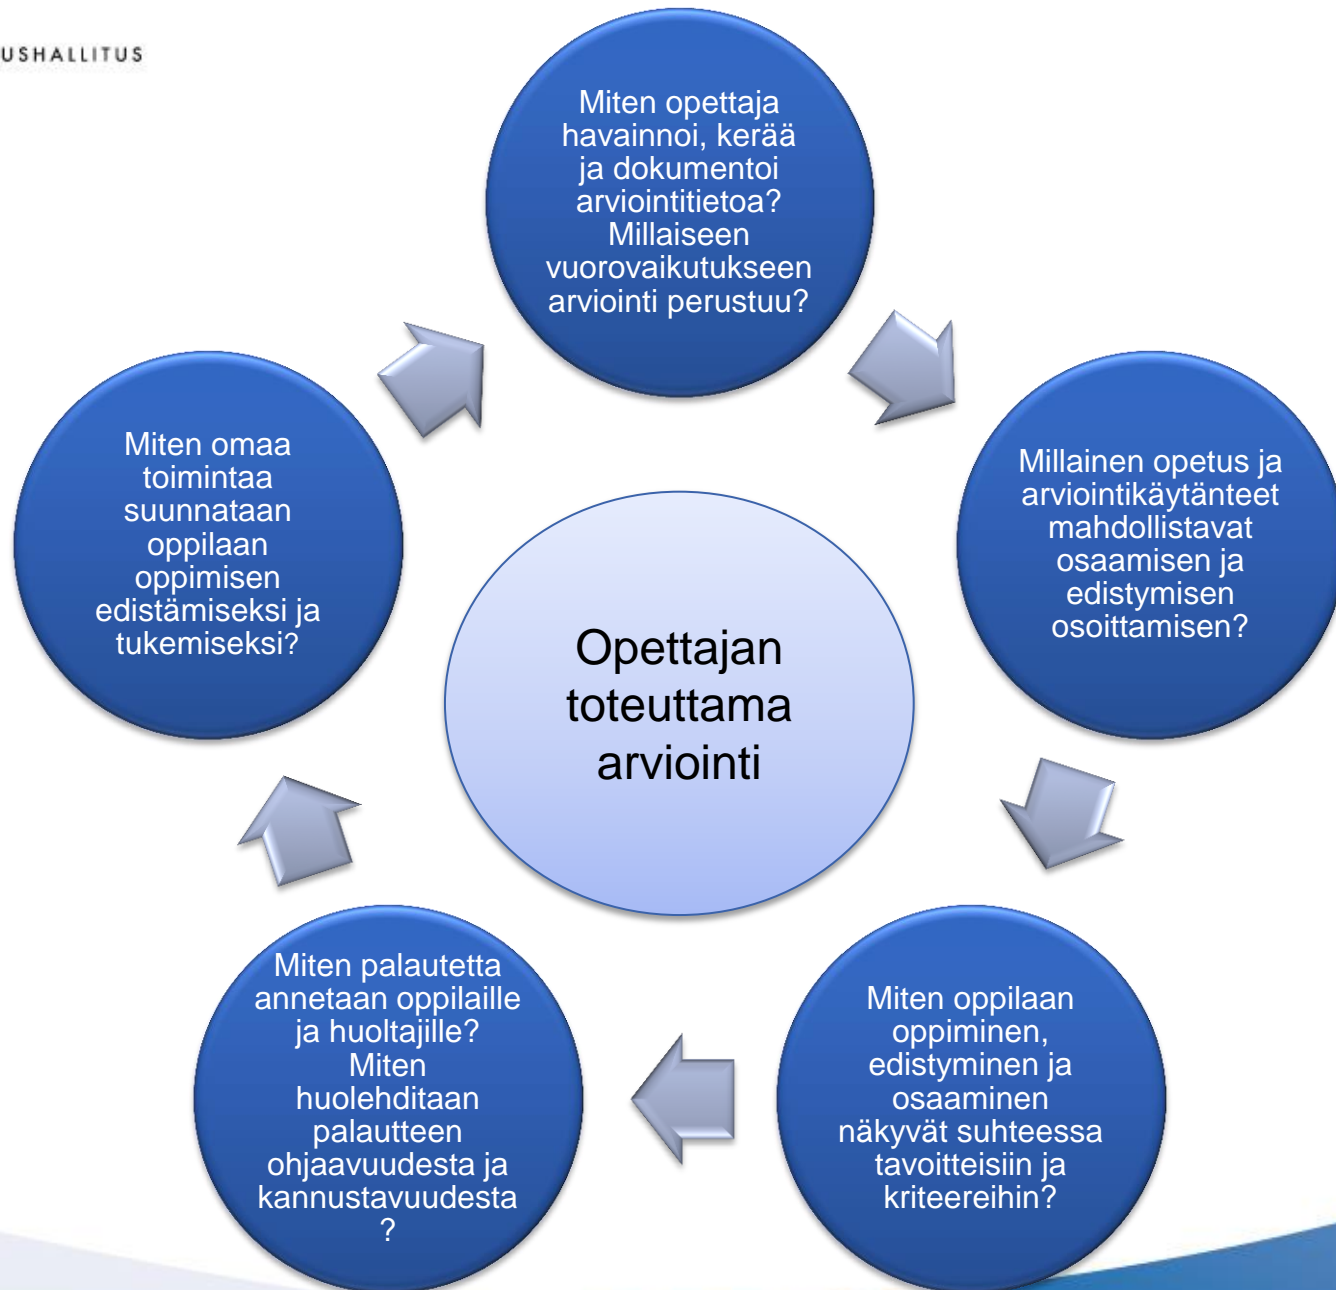 USHALLITUS
Miten opettaja
havainnoi, kerää
ja dokumentoi
arviointitietoa?
Millaiseen
vuorovaikutukseen
arviointi perustuu?
Millainen opetus ja
arviointikäytänteet
mahdollistavat
osaamisen ja
edistymisen
osoittamisen?
Miten oppilaan
oppiminen,
edistyminen ja
osaaminen
näkyvät suhteessa
tavoitteisiin ja
kriteereihin?
Miten palautetta
annetaan oppilaille
ja huoltajille?
Miten
huolehditaan
palautteen
ohjaavuudesta ja
kannustavuudesta
?
Miten omaa
toimintaa
suunnataan
oppilaan
oppimisen
edistämiseksi ja
tukemiseksi?
Opettajan
toteuttama
arviointi